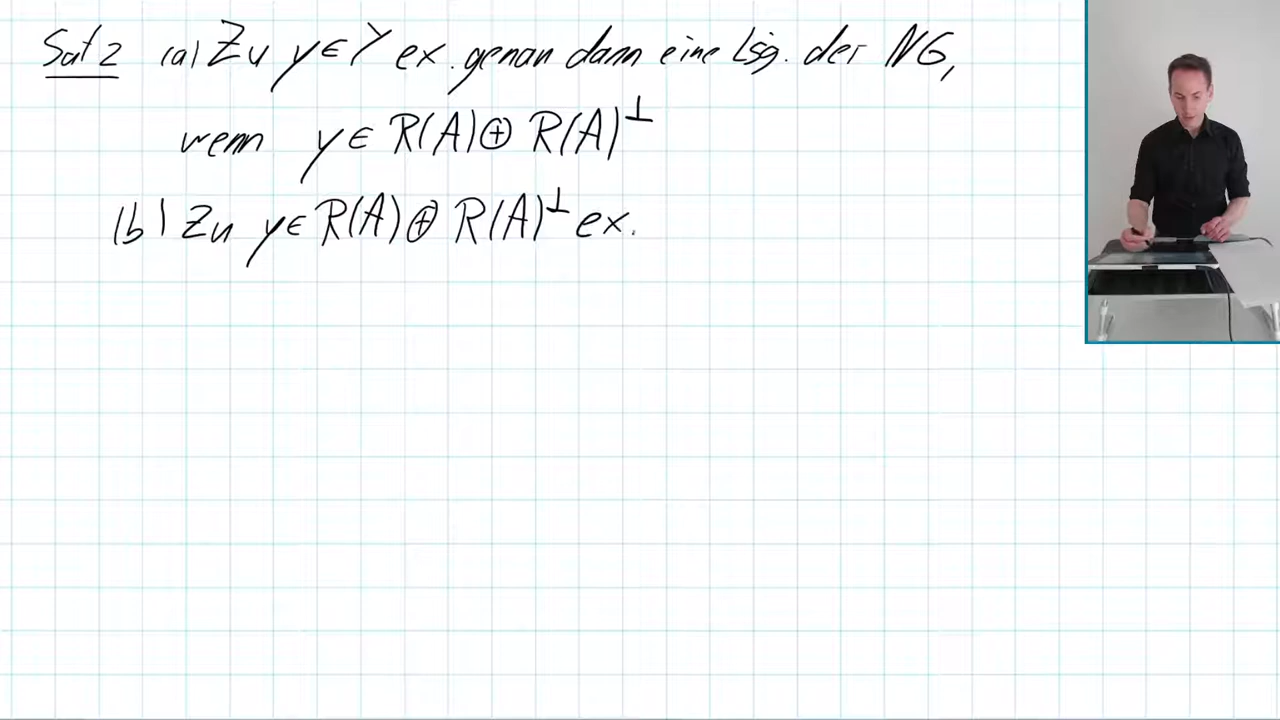 Satz (a) Zu y ∈ Y ex. genau dann eine Lsg. der NG,
wenn y ∈ R(A) ⊕ R(A)^⊥
(b) Zu y ∈ R(A) ⊕ R(A)^⊥ ex.